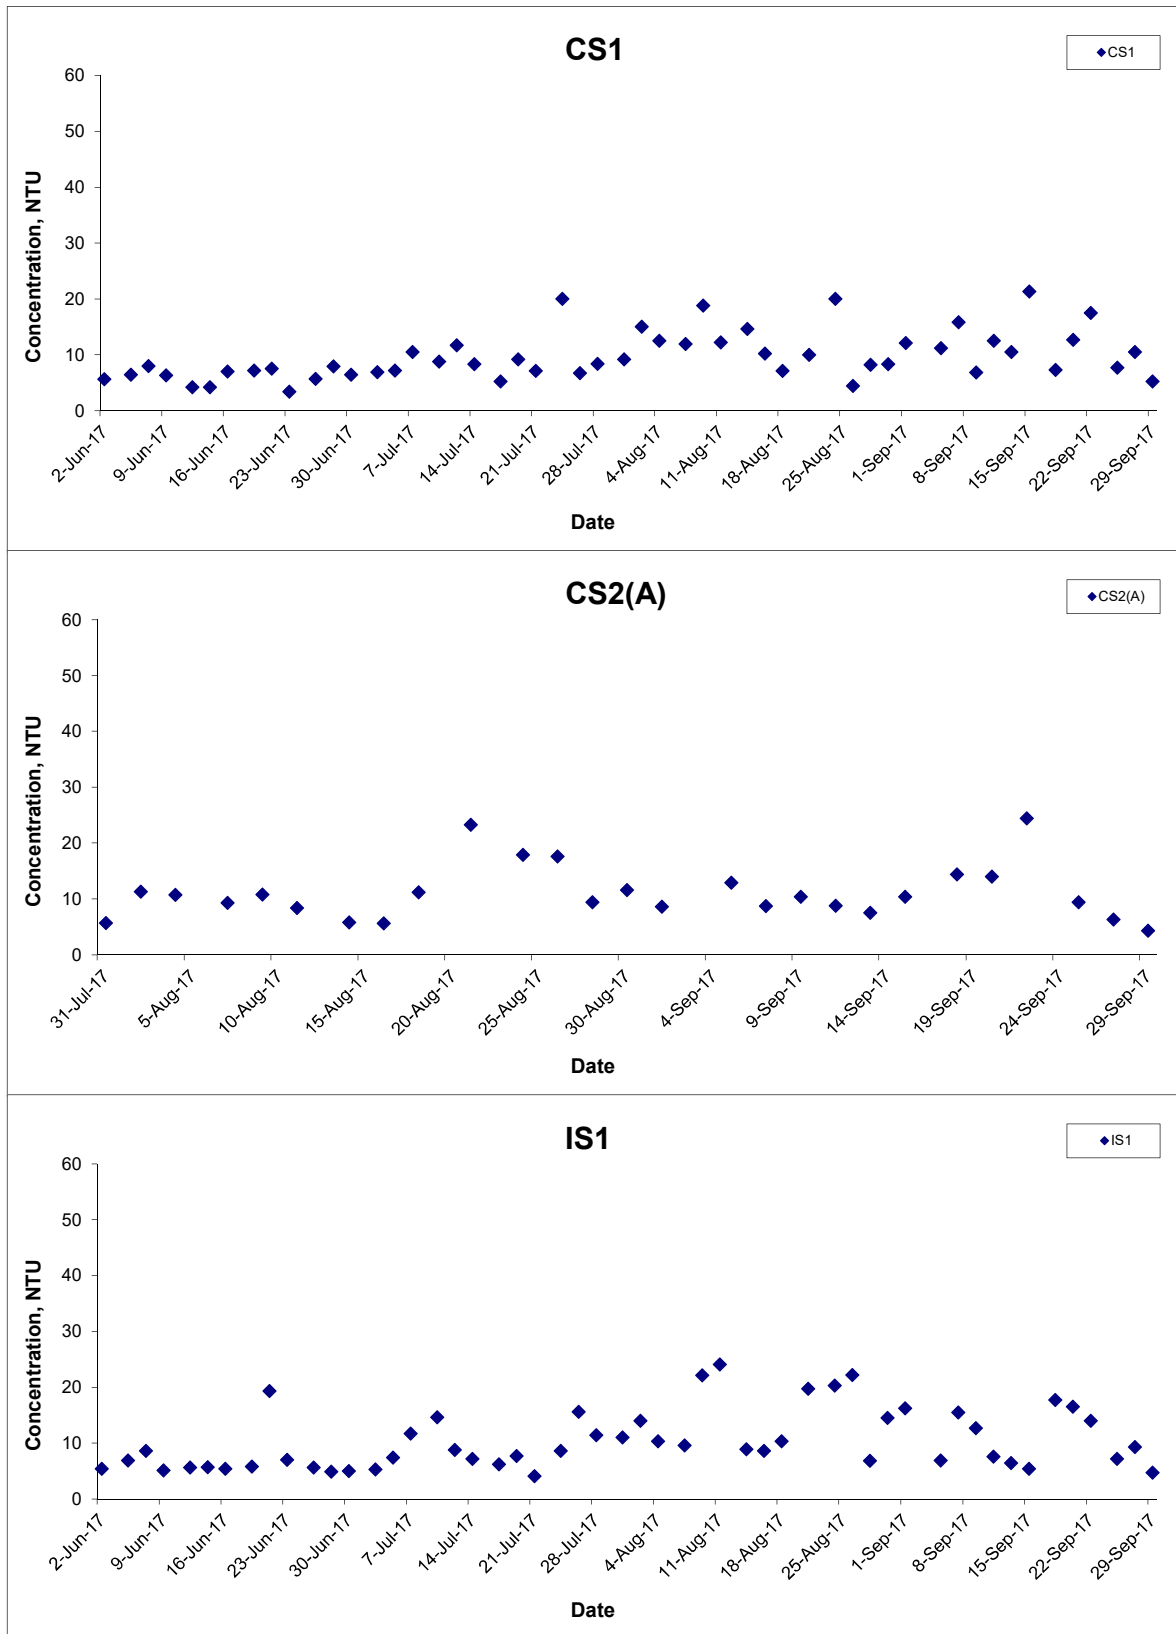 CS1
CS1
60
50
40
30
20
10
0
Concentration, NTU
2-Jun-17
9-Jun-17
16-Jun-17
23-Jun-17
30-Jun-17
7-Jul-17
14-Jul-17
21-Jul-17
28-Jul-17
4-Aug-17
11-Aug-17
18-Aug-17
25-Aug-17
1-Sep-17
8-Sep-17
15-Sep-17
22-Sep-17
29-Sep-17
Date
CS2(A)
CS2(A)
60
50
40
30
20
10
0
Concentration, NTU
31-Jul-17
5-Aug-17
10-Aug-17
15-Aug-17
20-Aug-17
25-Aug-17
30-Aug-17
4-Sep-17
9-Sep-17
14-Sep-17
19-Sep-17
24-Sep-17
29-Sep-17
Date
IS1
IS1
60
50
40
30
20
10
0
Concentration, NTU
2-Jun-17
9-Jun-17
16-Jun-17
23-Jun-17
30-Jun-17
7-Jul-17
14-Jul-17
21-Jul-17
28-Jul-17
4-Aug-17
11-Aug-17
18-Aug-17
25-Aug-17
1-Sep-17
8-Sep-17
15-Sep-17
22-Sep-17
29-Sep-17
Date